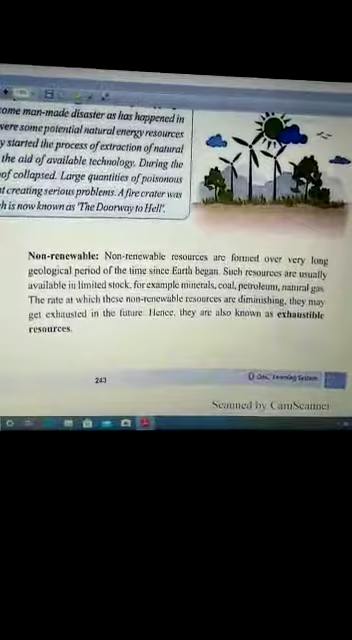 ome man-made disaster as has happened in
were some potential natural energy resources
y started the process of extraction of natural
the aid of available technology. During the
of collapsed. Large quantities of poisonous
t creating serious problems. A fire crater was
h is now known as 'The Doorway to Hell'.
Non-renewable: Non-renewable resources are formed over very long
geological period of the time since Earth began. Such resources are usually
available in limited stock, for example minerals, coal, petroleum, natural gas.
The rate at which these non-renewable resources are diminishing, they may
get exhausted in the future. Hence, they are also known as exhaustible
resources.
243
Learning System
Scanned by CamScanner